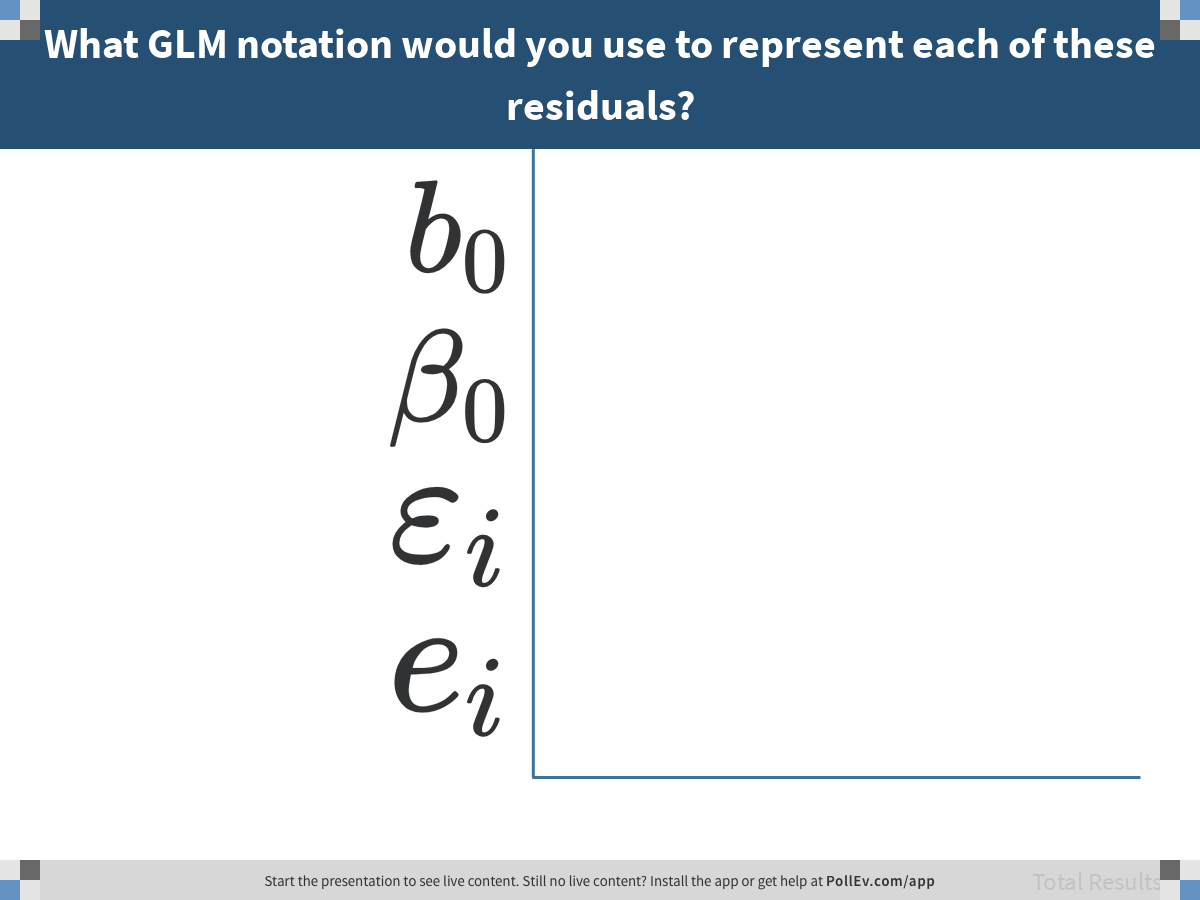 What GLM notation would you use to represent each of these
residuals?
b₀
β₀
εᵢ
eᵢ
Start the presentation to see live content. Still no live content? Install the app or get help at PollEv.com/app
Total Results